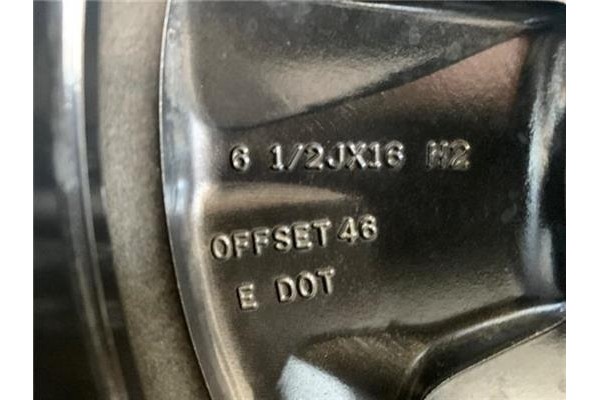 6 1/2JX16 H2
OFFSET 46
E DOT